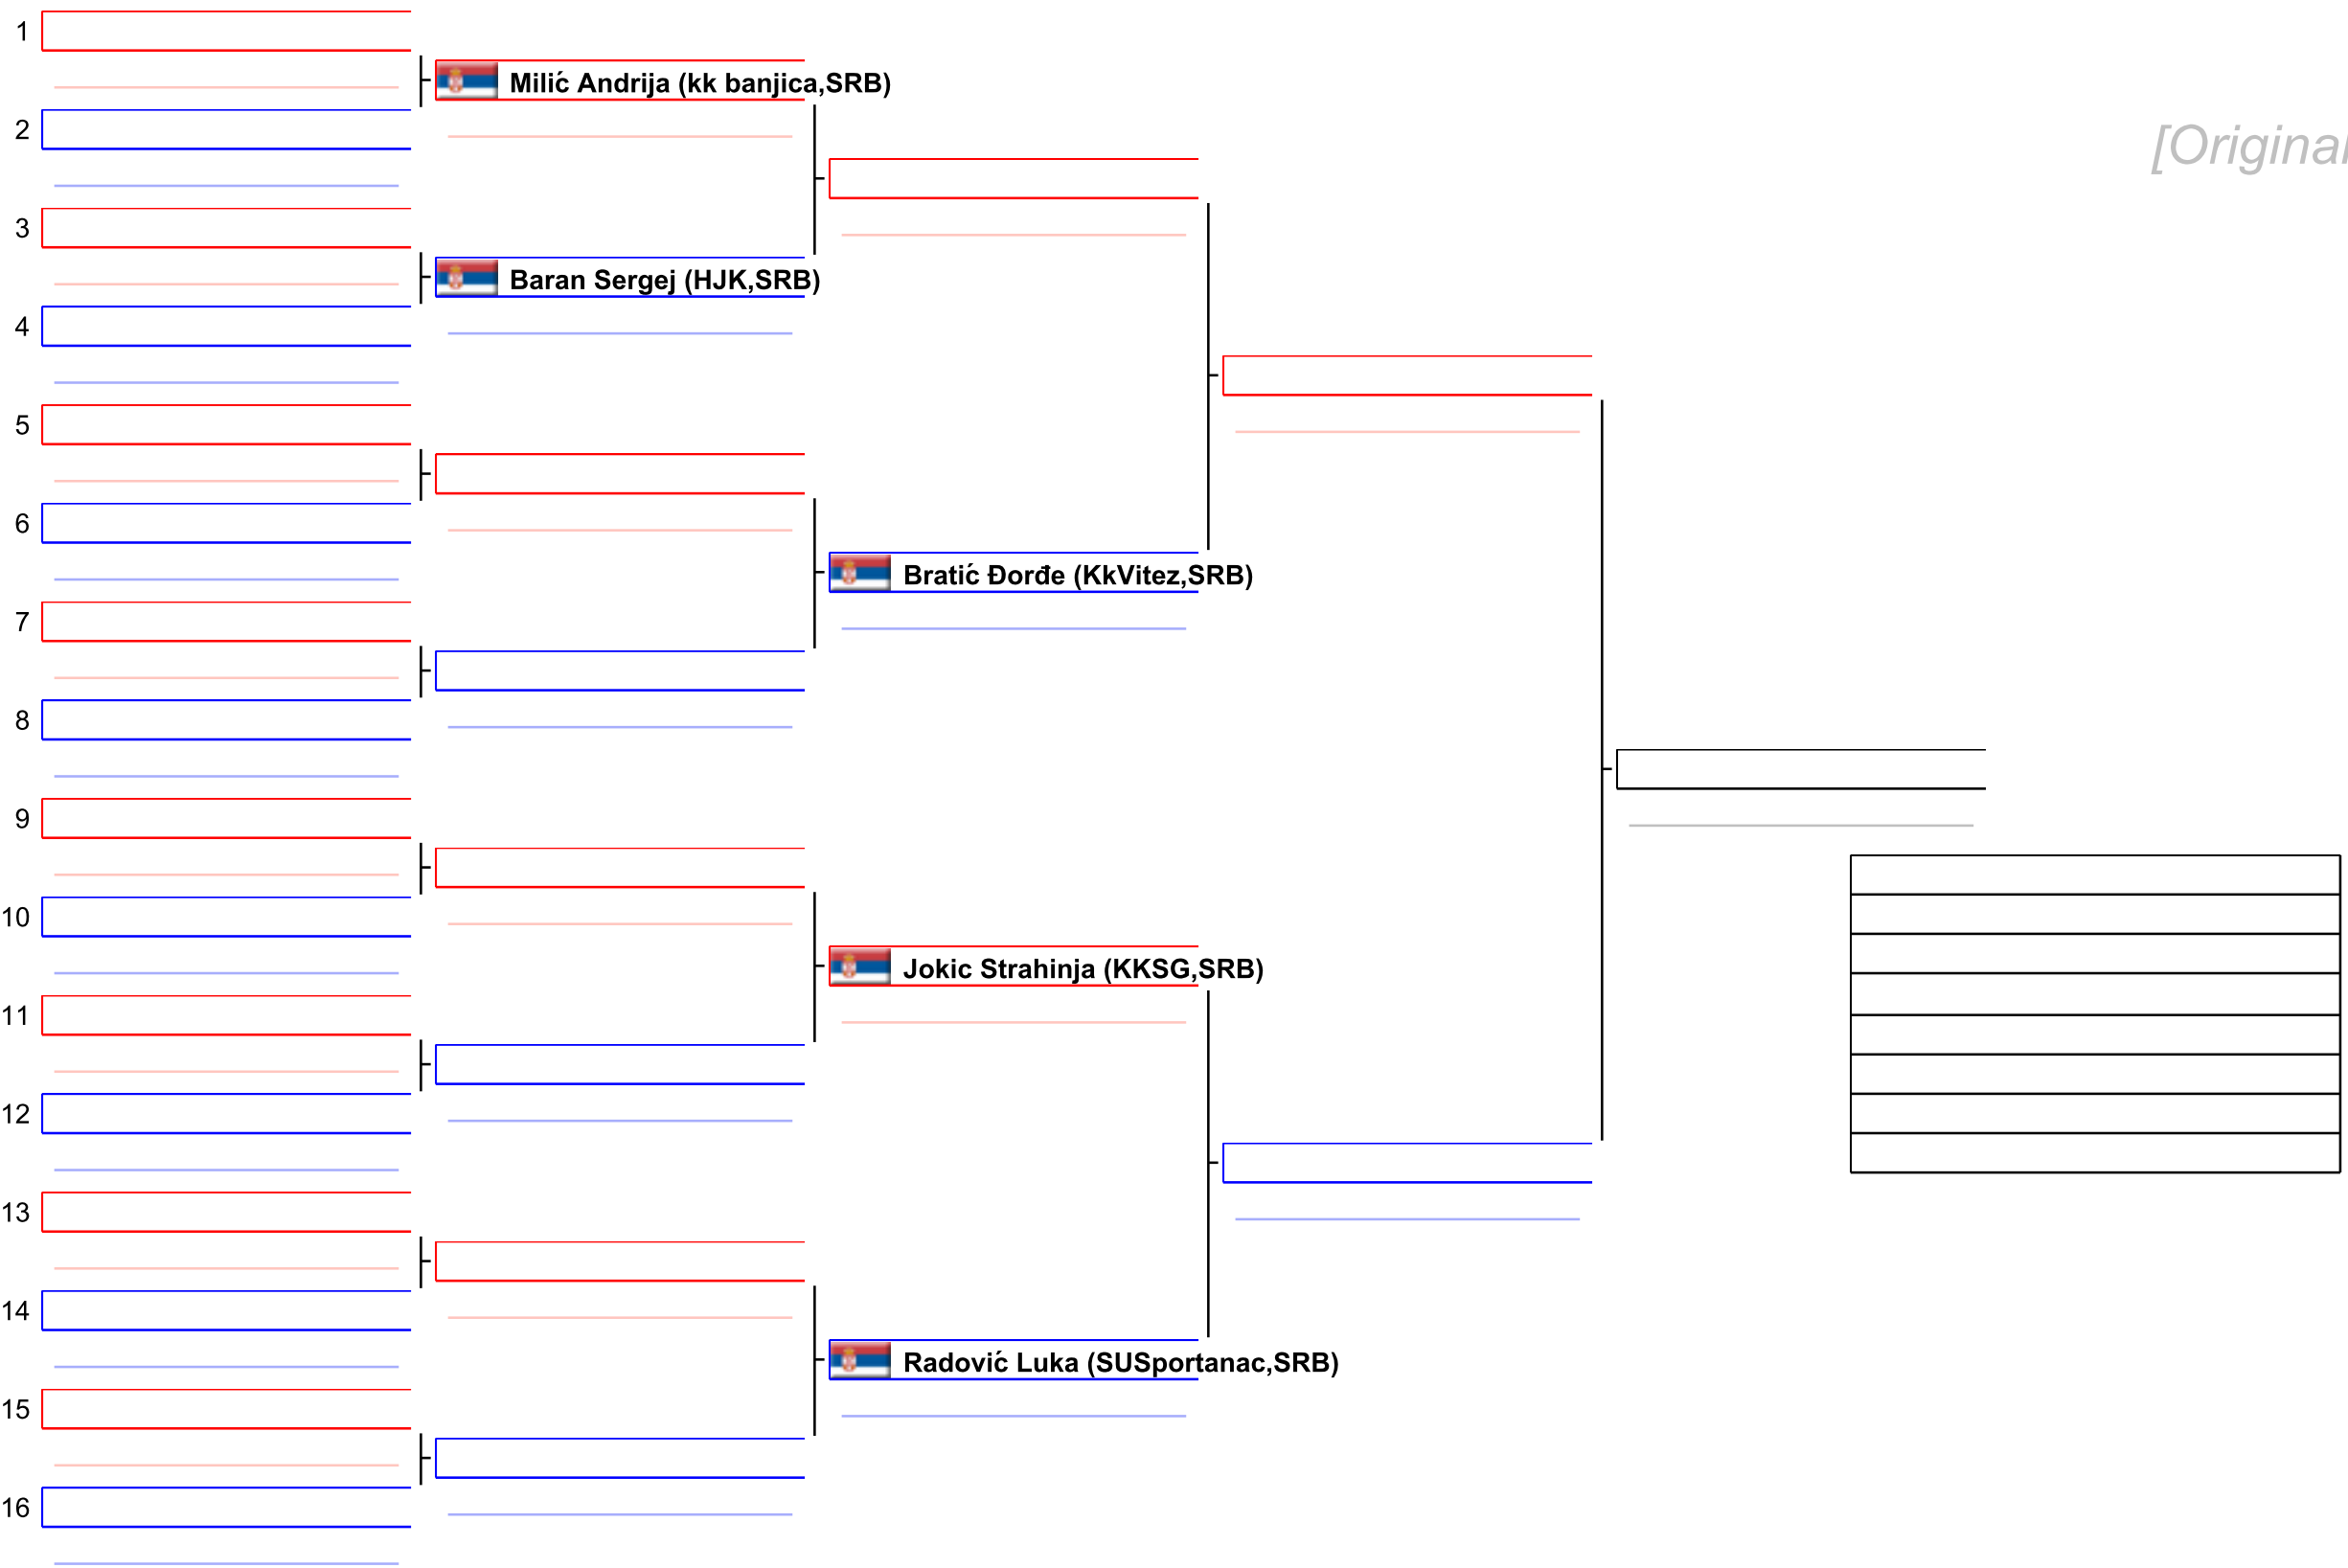 1
Milić Andrija (kk banjica,SRB)
2
[Original
3
Baran Sergej (HJK,SRB)
4
5
6
Bratić Đorđe (KkVitez,SRB)
7
8
9
10
Jokic Strahinja (KKSG,SRB)
11
12
13
14
Radović Luka (SUSportanac,SRB)
15
16